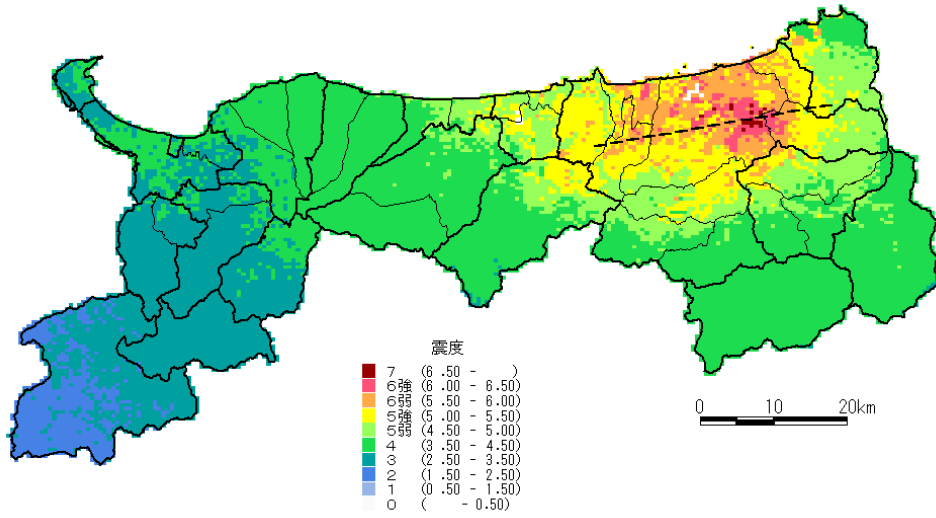 震度
7 (6.50 - )
6強 (6.00 - 6.50)
6弱 (5.50 - 6.00)
5強 (5.00 - 5.50)
5弱 (4.50 - 5.00)
4 (3.50 - 4.50)
3 (2.50 - 3.50)
2 (1.50 - 2.50)
1 (0.50 - 1.50)
0 ( - 0.50)
0 10 20km